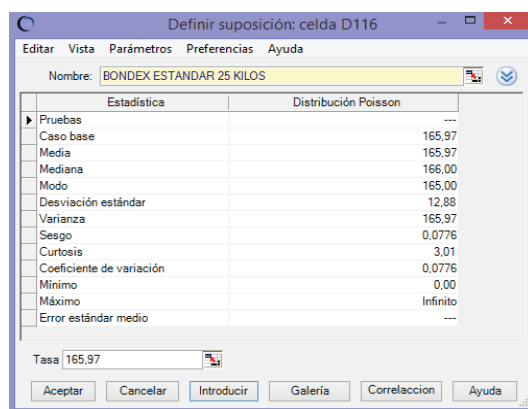 Definir suposición: celda D116
Editar Vista Parámetros Preferencias Ayuda
Nombre: BONDEX ESTANDAR 25 KILOS
Estadística Distribución Poisson
Pruebas ---
Caso base 165,97
Media 165,97
Mediana 166,00
Modo 165,00
Desviación estándar 12,88
Varianza 165,97
Sesgo 0,0776
Curtosis 3,01
Coeficiente de variación 0,0776
Mínimo 0,00
Máximo Infinito
Error estándar medio ---
Tasa 165,97
Aceptar Cancelar Introducir Galería Correlaccion Ayuda